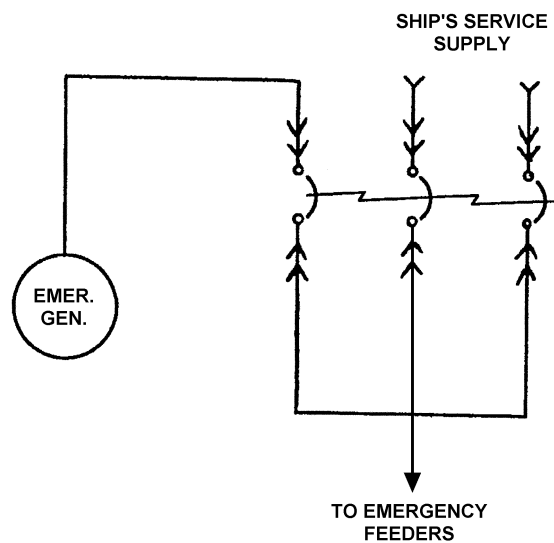 SHIP'S SERVICE
SUPPLY
EMER.
GEN.
TO EMERGENCY
FEEDERS